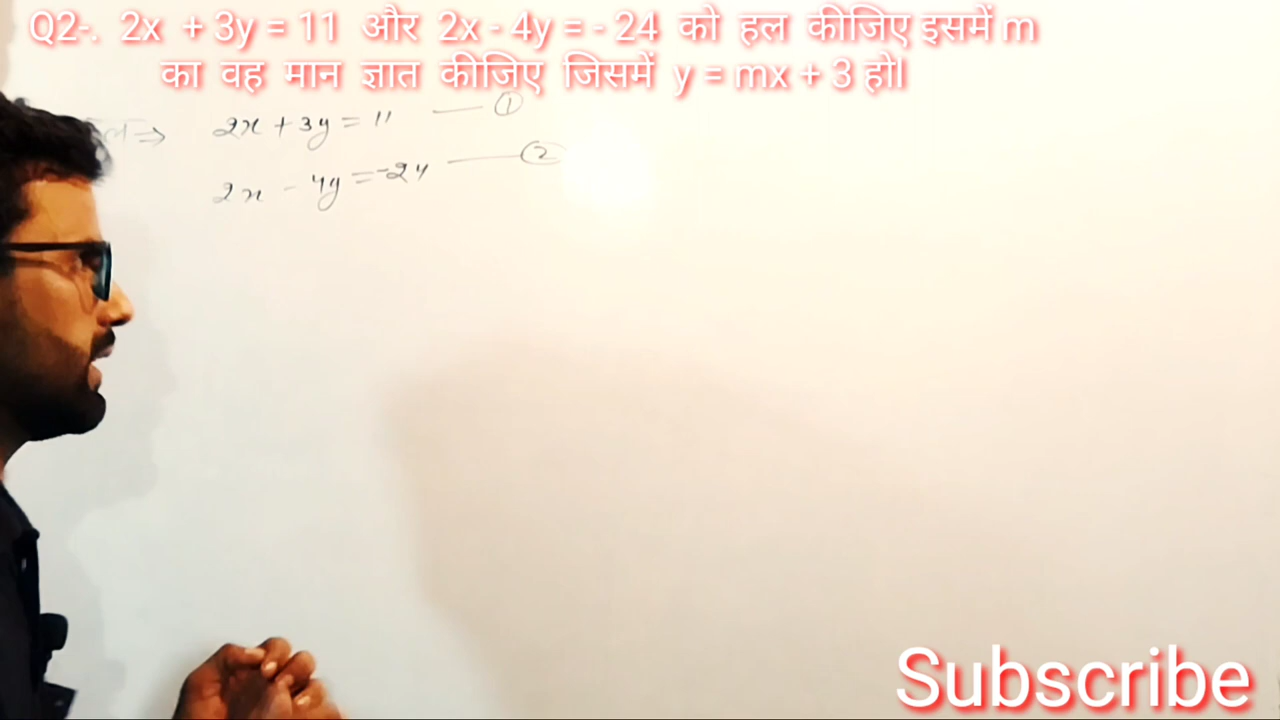 Q2-. 2x + 3y = 11 और 2x - 4y = - 24 को हल कीजिए इसमें m
का वह मान ज्ञात कीजिए जिसमें y = mx + 3 हो।
⇒ 2x + 3y = 11 — ①
2x - 4y = -24 — ②
Subscribe